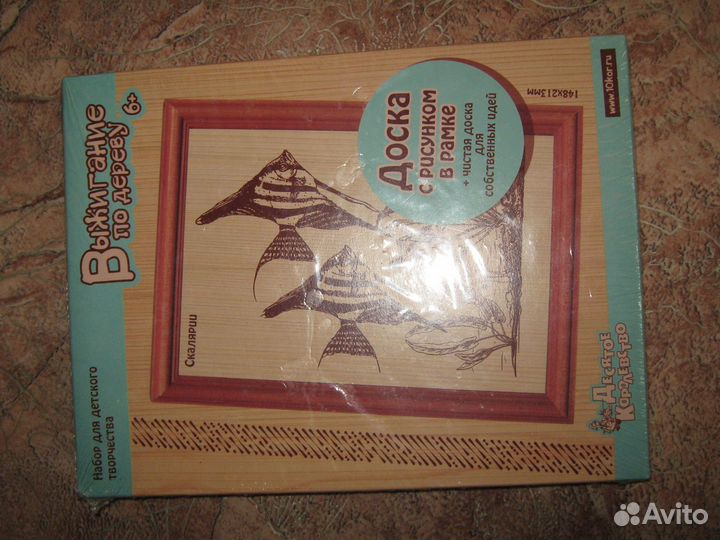 Выжигание
по дереву
6+
Доска
с рисунком
в рамке
+ чистая доска
для
собственных идей
148х213мм
www.10kor.ru
Скалярии
Набор для детского
творчества
Десятое
Королевство
Avito